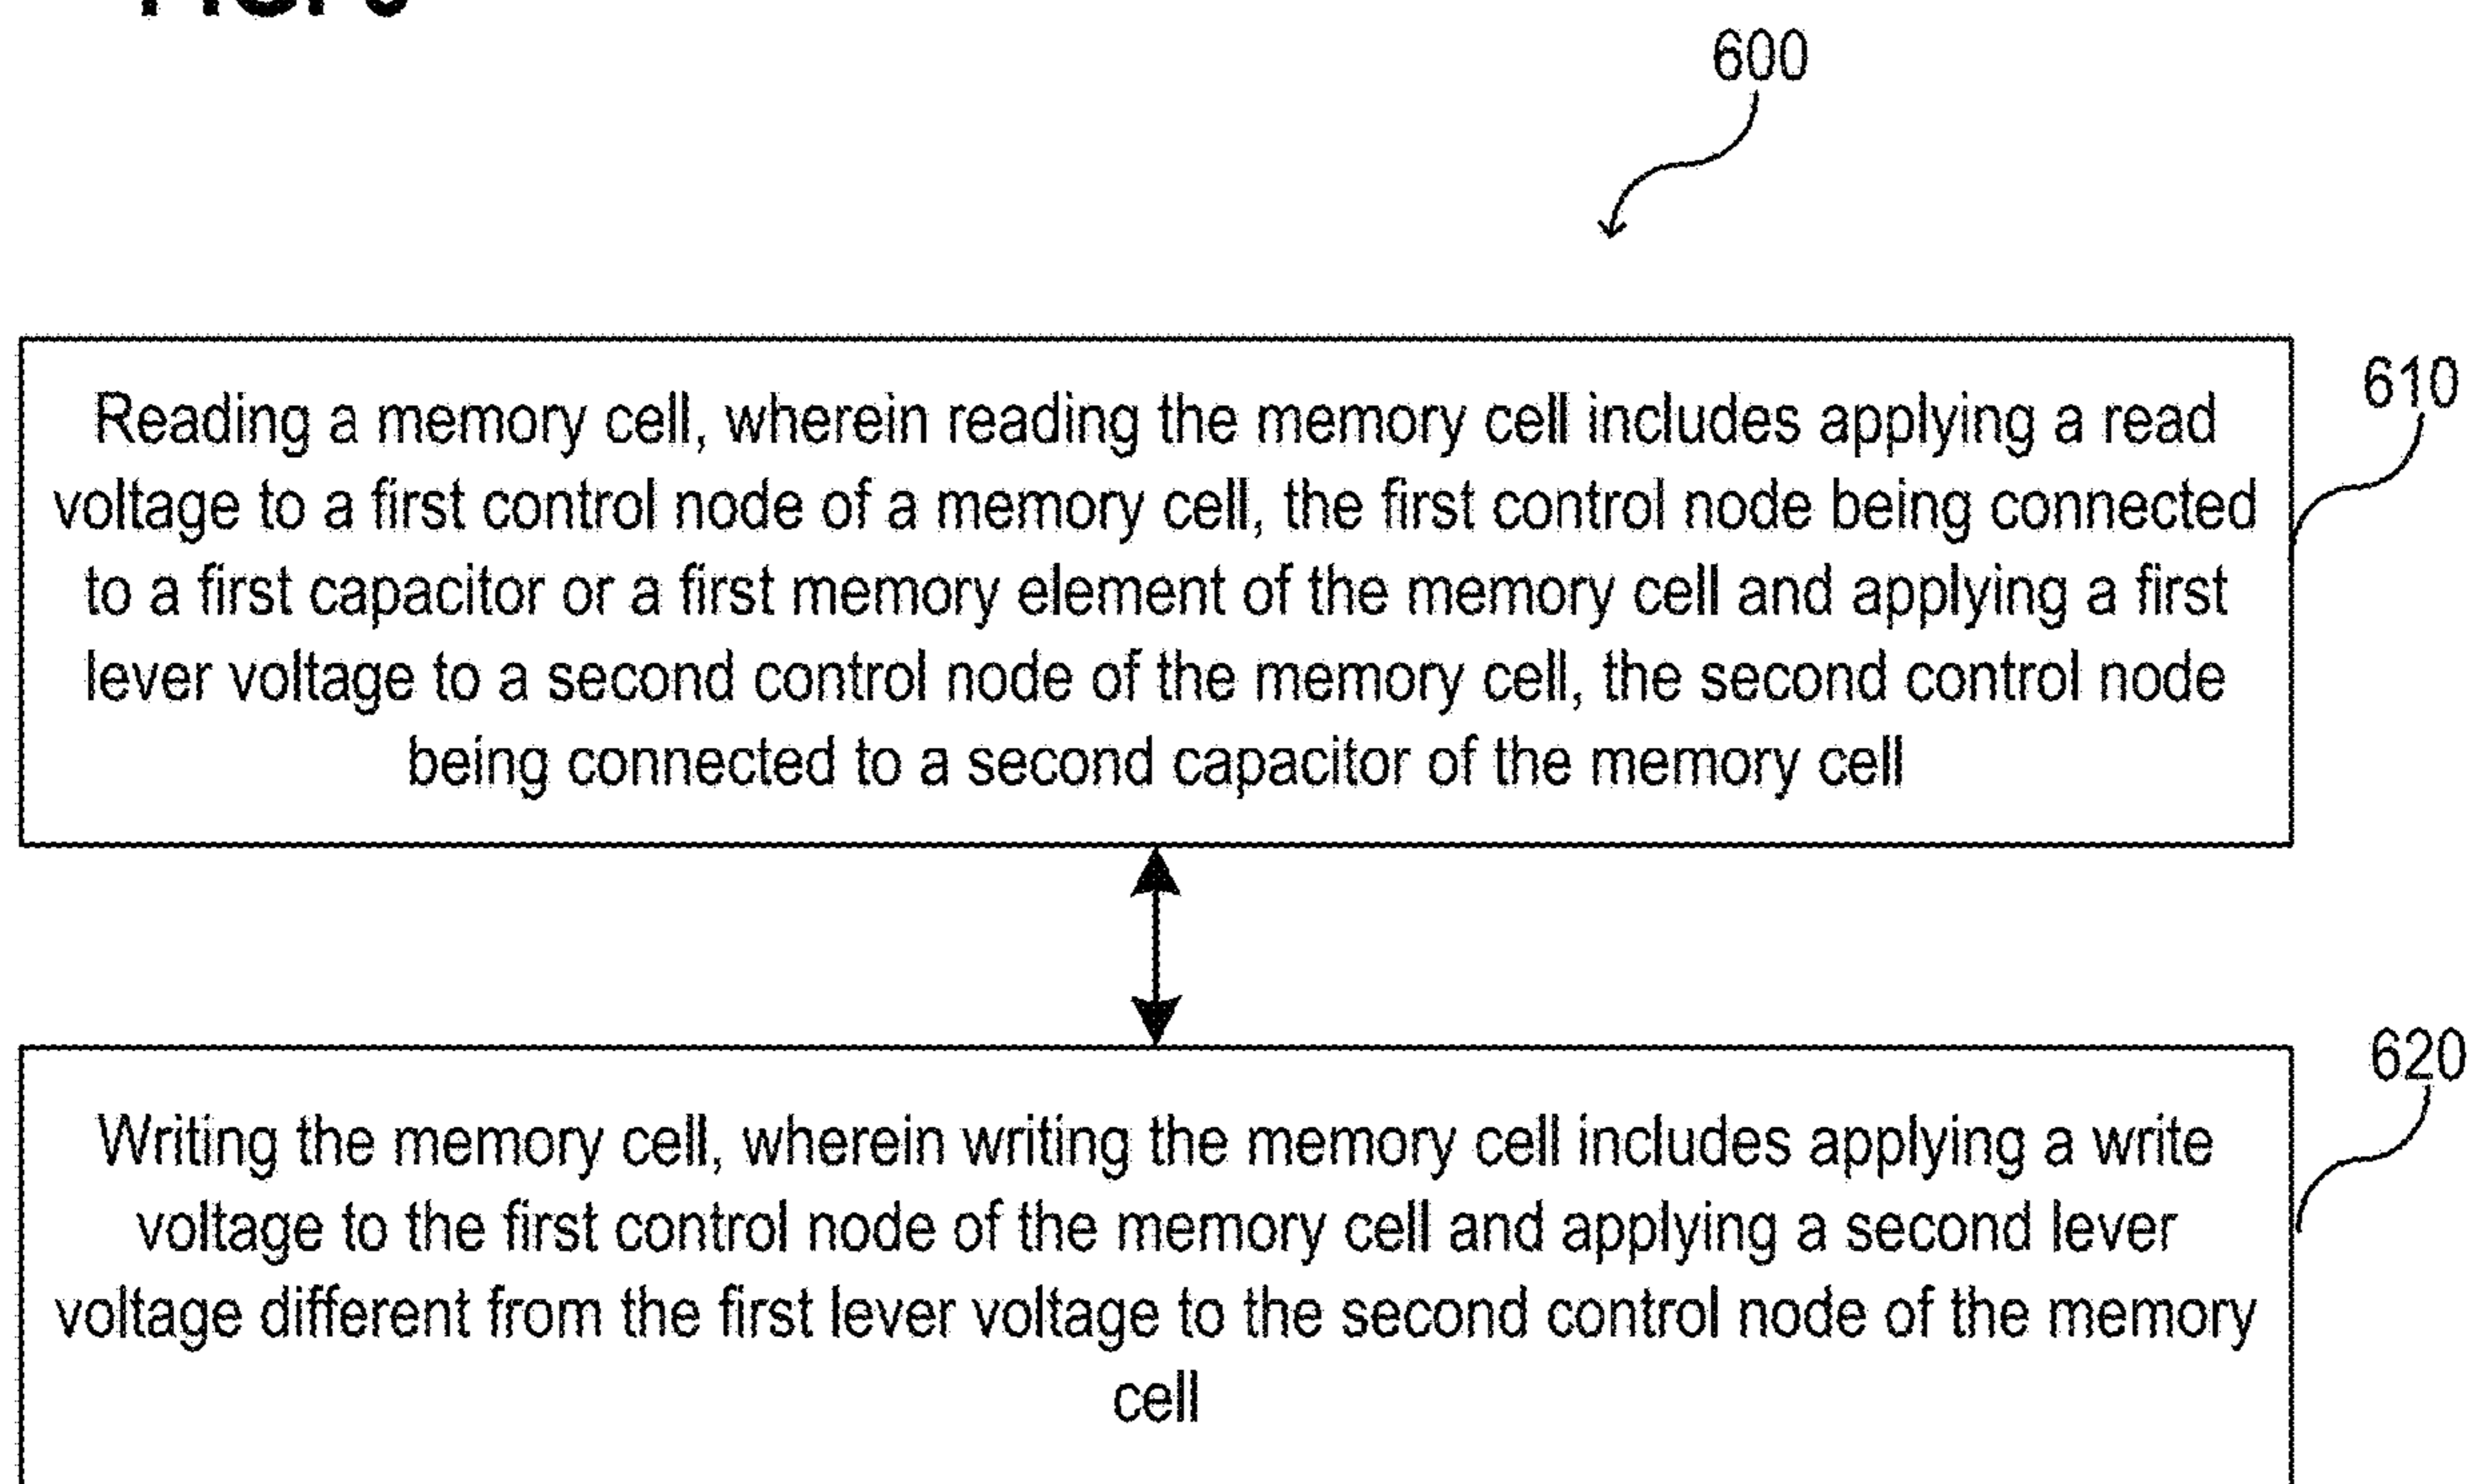 600
610
Reading a memory cell, wherein reading the memory cell includes applying a read
voltage to a first control node of a memory cell, the first control node being connected
to a first capacitor or a first memory element of the memory cell and applying a first
lever voltage to a second control node of the memory cell, the second control node
being connected to a second capacitor of the memory cell
620
Writing the memory cell, wherein writing the memory cell includes applying a write
voltage to the first control node of the memory cell and applying a second lever
voltage different from the first lever voltage to the second control node of the memory
cell